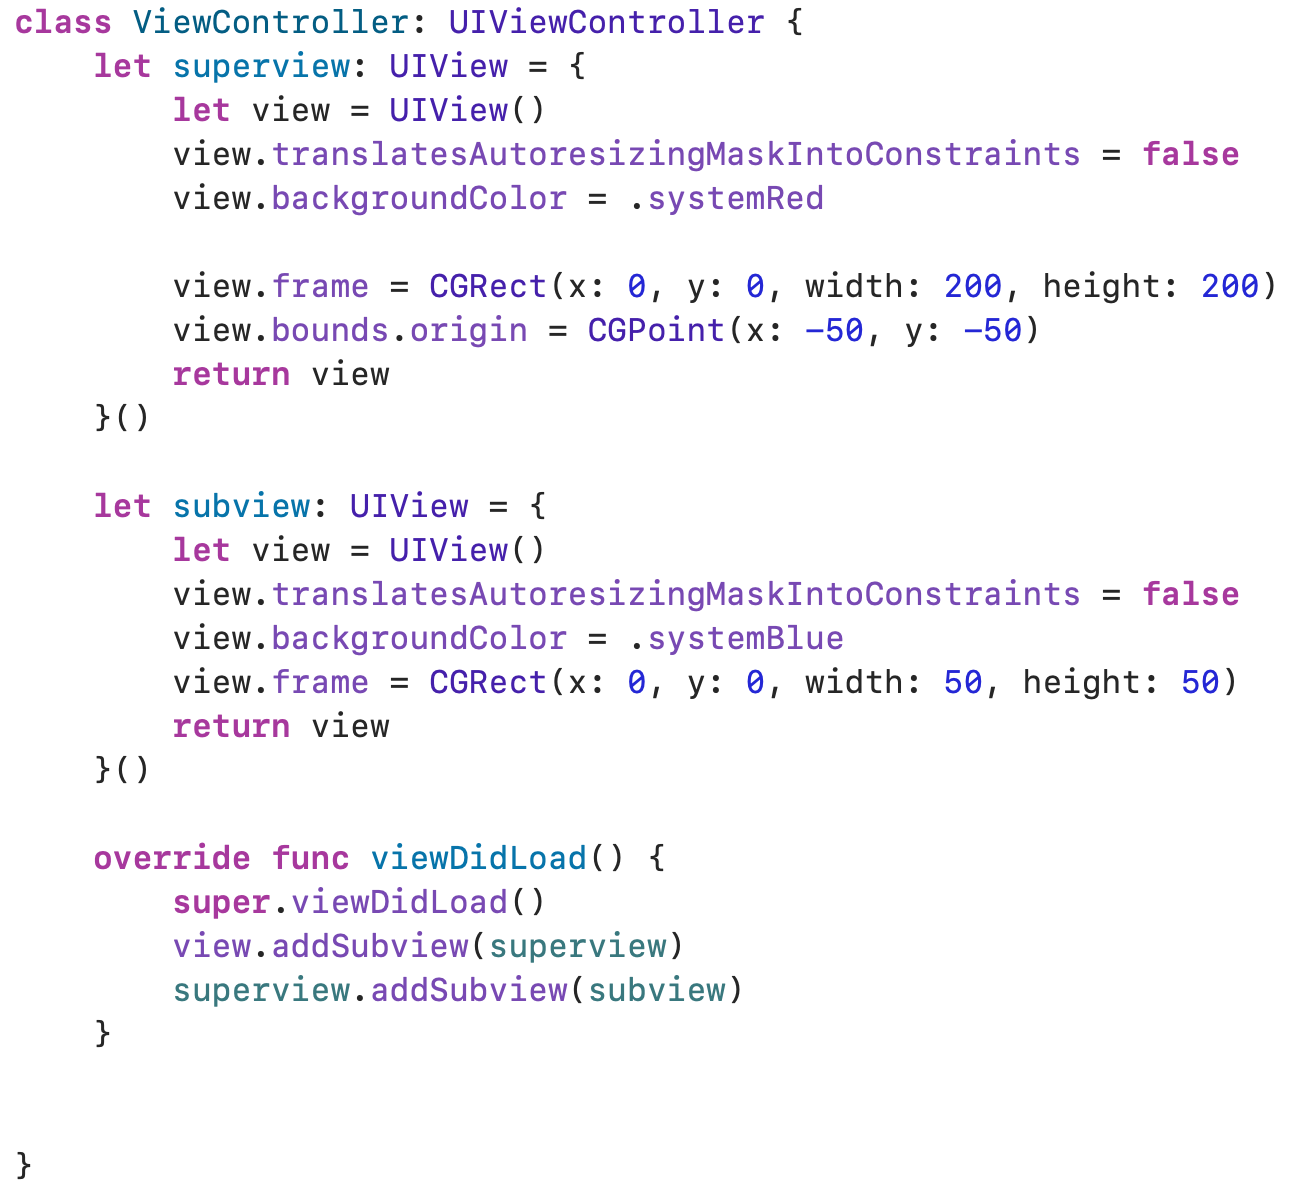 class ViewController: UIViewController {
    let superview: UIView = {
        let view = UIView()
        view.translatesAutoresizingMaskIntoConstraints = false
        view.backgroundColor = .systemRed

        view.frame = CGRect(x: 0, y: 0, width: 200, height: 200)
        view.bounds.origin = CGPoint(x: -50, y: -50)
        return view
    }()

    let subview: UIView = {
        let view = UIView()
        view.translatesAutoresizingMaskIntoConstraints = false
        view.backgroundColor = .systemBlue
        view.frame = CGRect(x: 0, y: 0, width: 50, height: 50)
        return view
    }()

    override func viewDidLoad() {
        super.viewDidLoad()
        view.addSubview(superview)
        superview.addSubview(subview)
    }


}